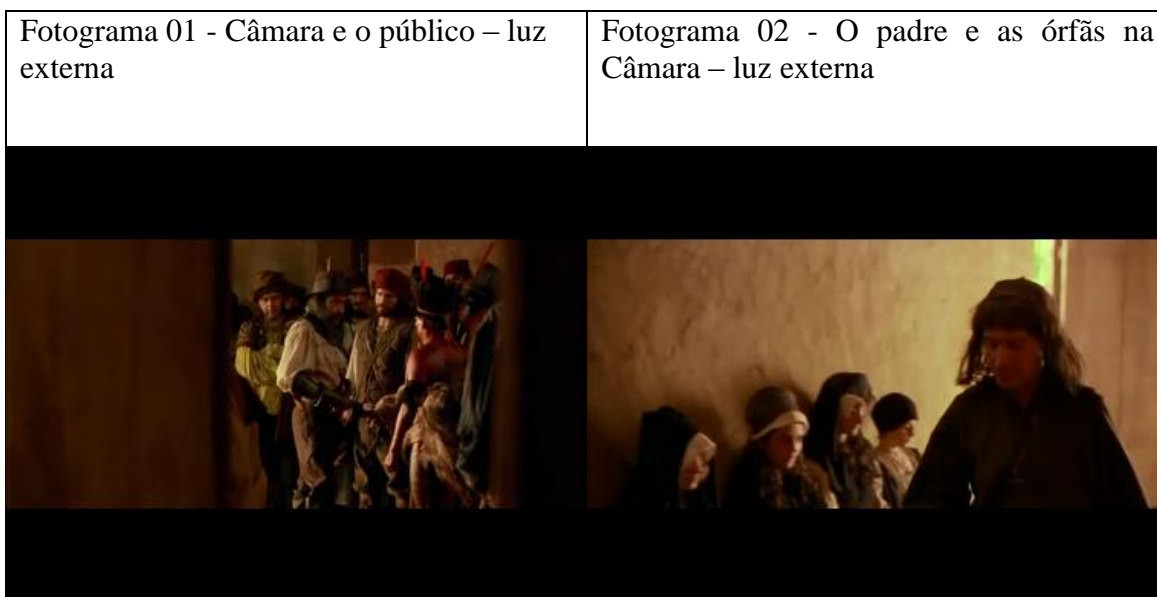 Fotograma 01 - Câmara e o público – luz
externa
Fotograma 02 - O padre e as órfãs na
Câmara – luz externa